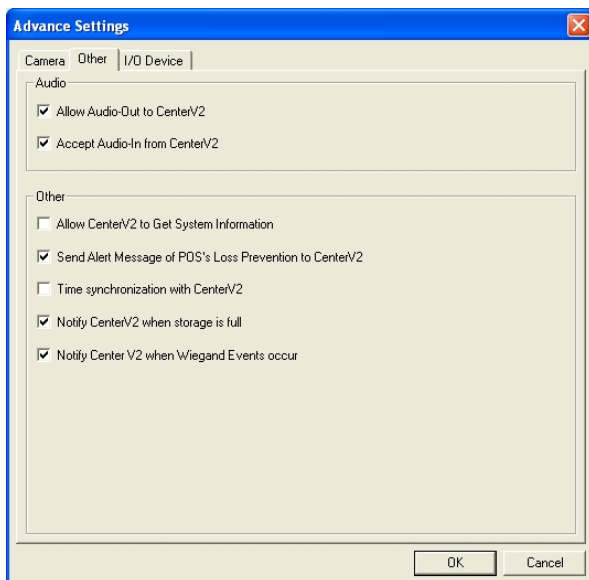 Advance Settings
Camera Other I/O Device
Audio
Allow Audio-Out to CenterV2
Accept Audio-In from CenterV2
Other
Allow CenterV2 to Get System Information
Send Alert Message of POS's Loss Prevention to CenterV2
Time synchronization with CenterV2
Notify CenterV2 when storage is full
Notify Center V2 when Wiegand Events occur
OK Cancel